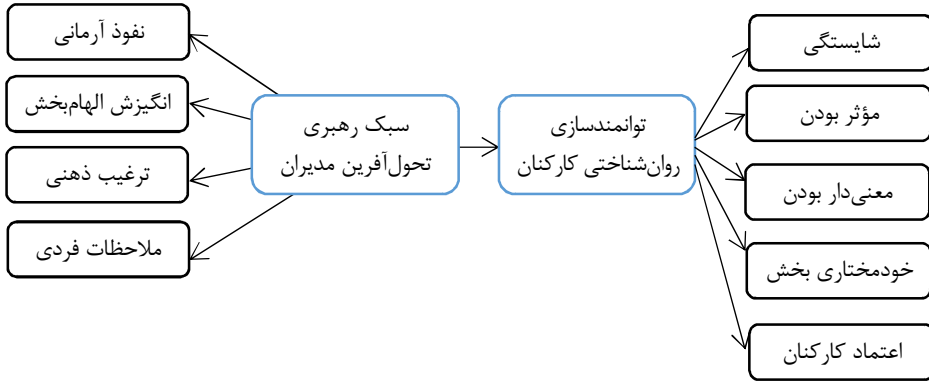 نفوذ آرمانی
انگیزش الهام‌بخش
ترغیب ذهنی
ملاحظات فردی
سبک رهبری
تحول‌آفرین مدیران
توانمندسازی
روان‌شناختی کارکنان
شایستگی
مؤثر بودن
معنی‌دار بودن
خودمختاری بخش
اعتماد کارکنان